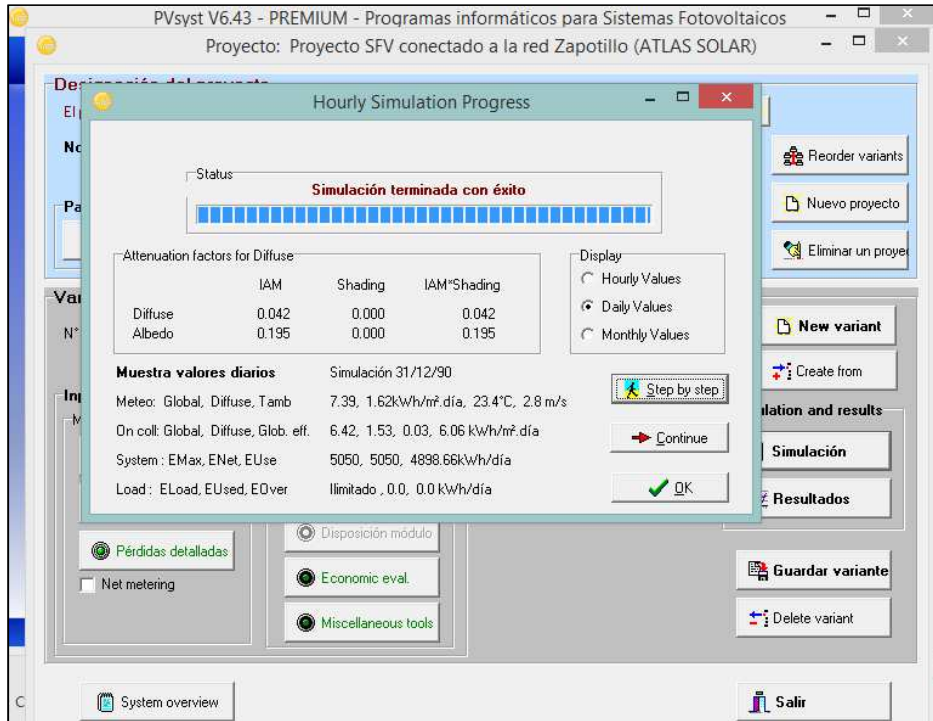 PVsyst V6.43 - PREMIUM - Programas informáticos para Sistemas Fotovoltaicos
Proyecto: Proyecto SFV conectado a la red Zapotillo (ATLAS SOLAR)
Hourly Simulation Progress
Status
Simulación terminada con éxito
Attenuation factors for Diffuse
IAM Shading IAM*Shading
Diffuse 0.042 0.000 0.042
Albedo 0.195 0.000 0.195
Display
Hourly Values
Daily Values
Monthly Values
Muestra valores diarios Simulación 31/12/90
Meteo: Global, Diffuse, Tamb 7.39, 1.62kWh/m².día, 23.4°C, 2.8 m/s
On coll: Global, Diffuse, Glob. eff. 6.42, 1.53, 0.03, 6.06 kWh/m².día
System : EMax, ENet, EUse 5050, 5050, 4898.66kWh/día
Load : ELoad, EUsed, EOver Ilimitado , 0.0, 0.0 kWh/día
Step by step
Continue
OK
Reorder variants
Nuevo proyecto
Eliminar un proye
New variant
Create from
lation and results
Simulación
Resultados
Guardar variante
Delete variant
Disposición módulo
Pérdidas detalladas
Net metering
Economic eval.
Miscellaneous tools
System overview
Salir